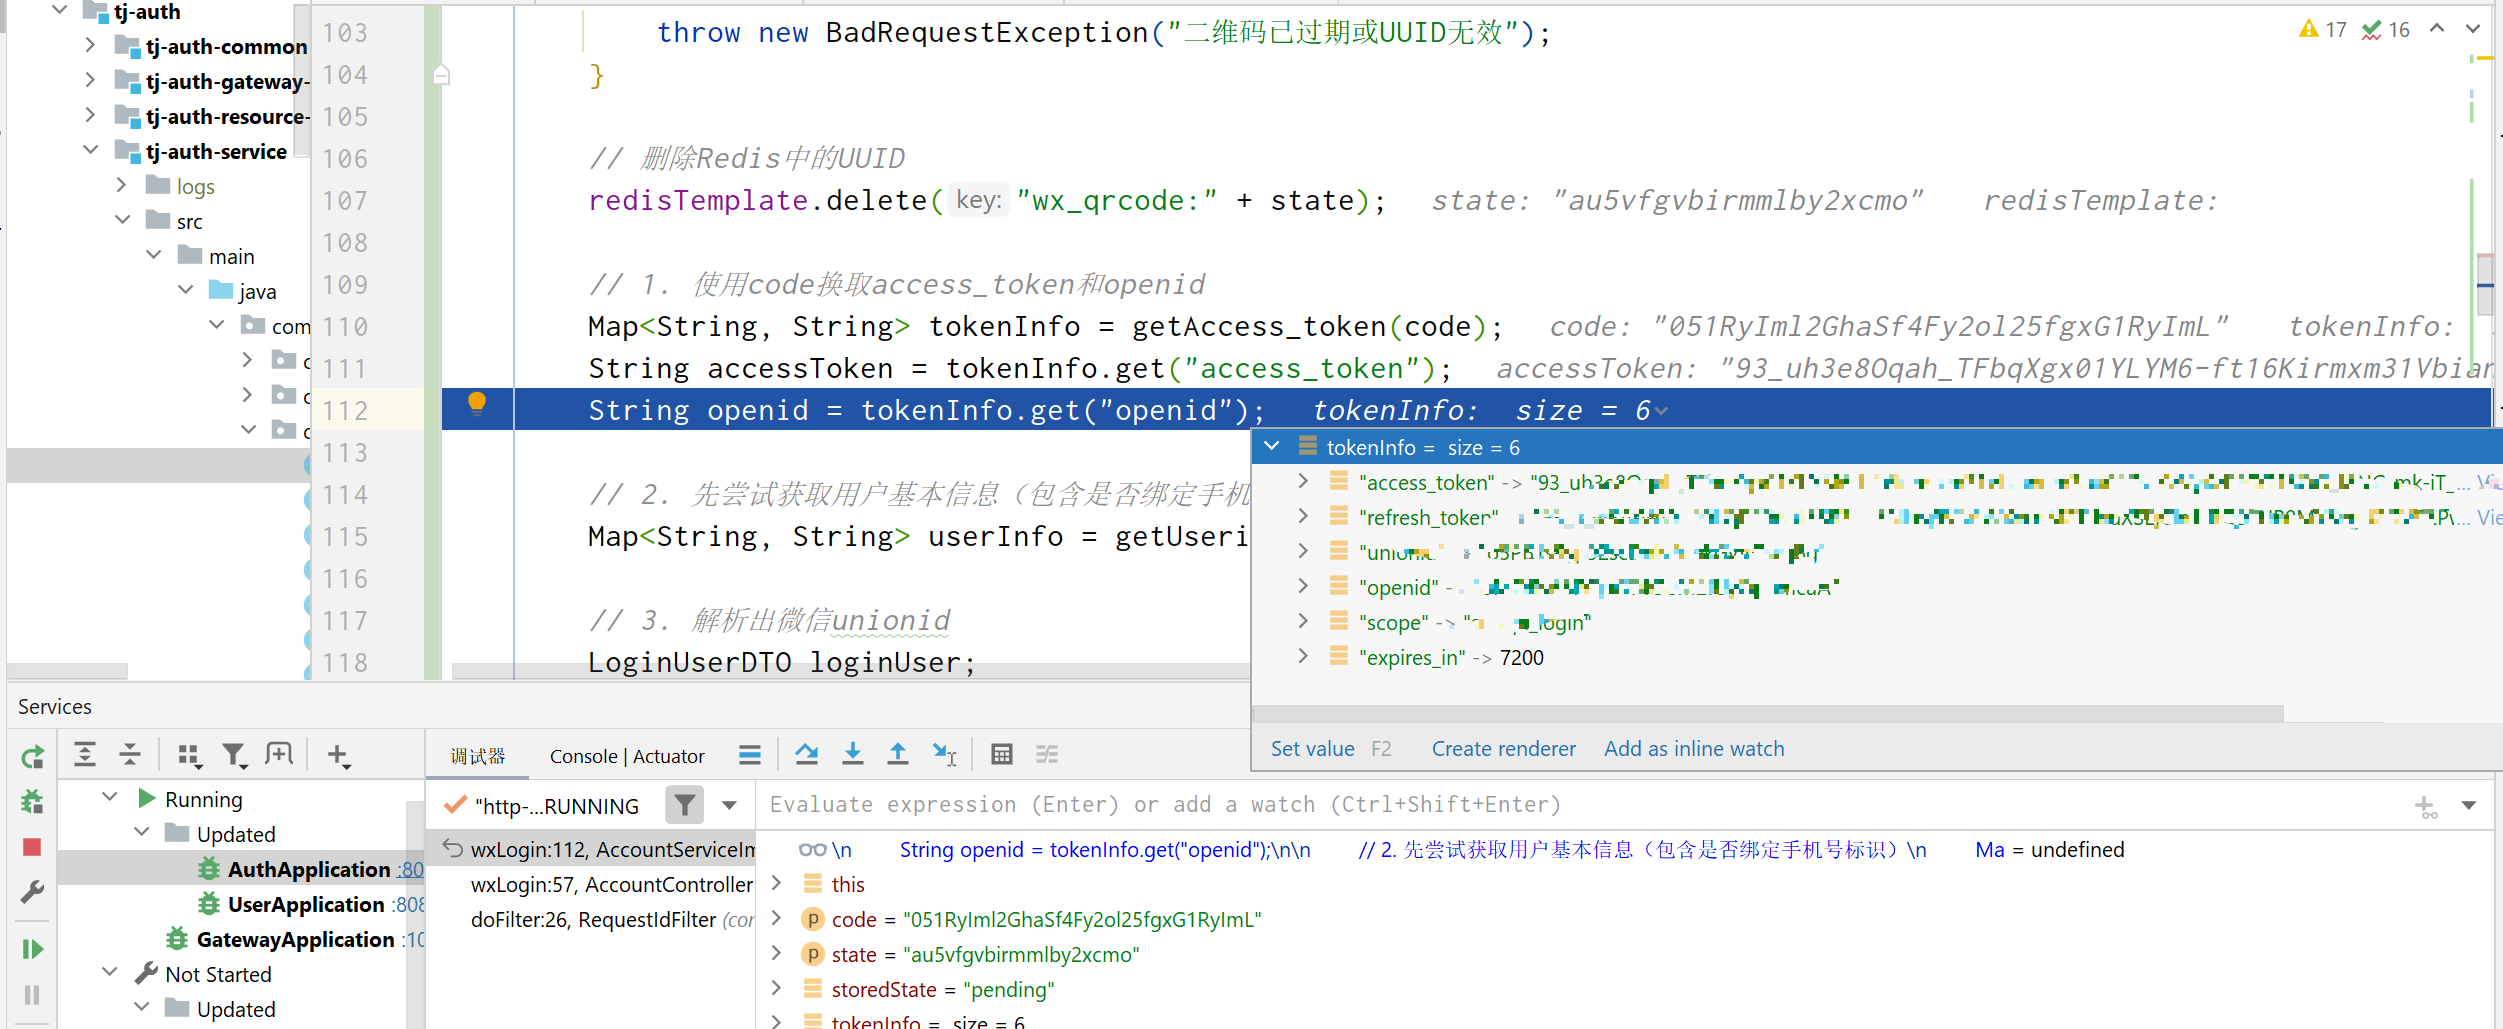 tj-auth
tj-auth-common
tj-auth-gateway-
tj-auth-resource-
tj-auth-service
logs
src
main
java
com
103 throw new BadRequestException("二维码已过期或UUID无效");
17 16
104 }
105
106 // 删除Redis中的UUID
107 redisTemplate.delete( key: "wx_qrcode:" + state); state: "au5vfgvbirmmlby2xcmo" redisTemplate:
108
109 // 1. 使用code换取access_token和openid
110 Map<String, String> tokenInfo = getAccess_token(code); code: "051RyIml2GhaSf4Fy2ol25fgxG1RyImL" tokenInfo:
111 String accessToken = tokenInfo.get("access_token"); accessToken: "93_uh3e8Oqah_TFbqXgx01YLYM6-ft16Kirmxm31Vbian
112 String openid = tokenInfo.get("openid"); tokenInfo: size = 6
113
114 // 2. 先尝试获取用户基本信息（包含是否绑定手机
115 Map<String, String> userInfo = getUseri
116
117 // 3. 解析出微信unionid
118 LoginUserDTO loginUser;
tokenInfo = size = 6
"access_token" -> "93_uh3e8O mk-iT_...
"refresh_token" ... Vie
"openid" -
"scope" -> login"
"expires_in" -> 7200
Set value F2 Create renderer Add as inline watch
Services
调试器 Console | Actuator
Running
Updated
AuthApplication :80
UserApplication :808
GatewayApplication :10
Not Started
Updated
"http-...RUNNING
wxLogin:112, AccountServiceIm
wxLogin:57, AccountController
doFilter:26, RequestIdFilter (cor
Evaluate expression (Enter) or add a watch (Ctrl+Shift+Enter)
\n String openid = tokenInfo.get("openid");\n\n // 2. 先尝试获取用户基本信息（包含是否绑定手机号标识）\n Ma = undefined
this
p code = "051RyIml2GhaSf4Fy2ol25fgxG1RyImL"
p state = "au5vfgvbirmmlby2xcmo"
storedState = "pending"
tokenInfo = size = 6